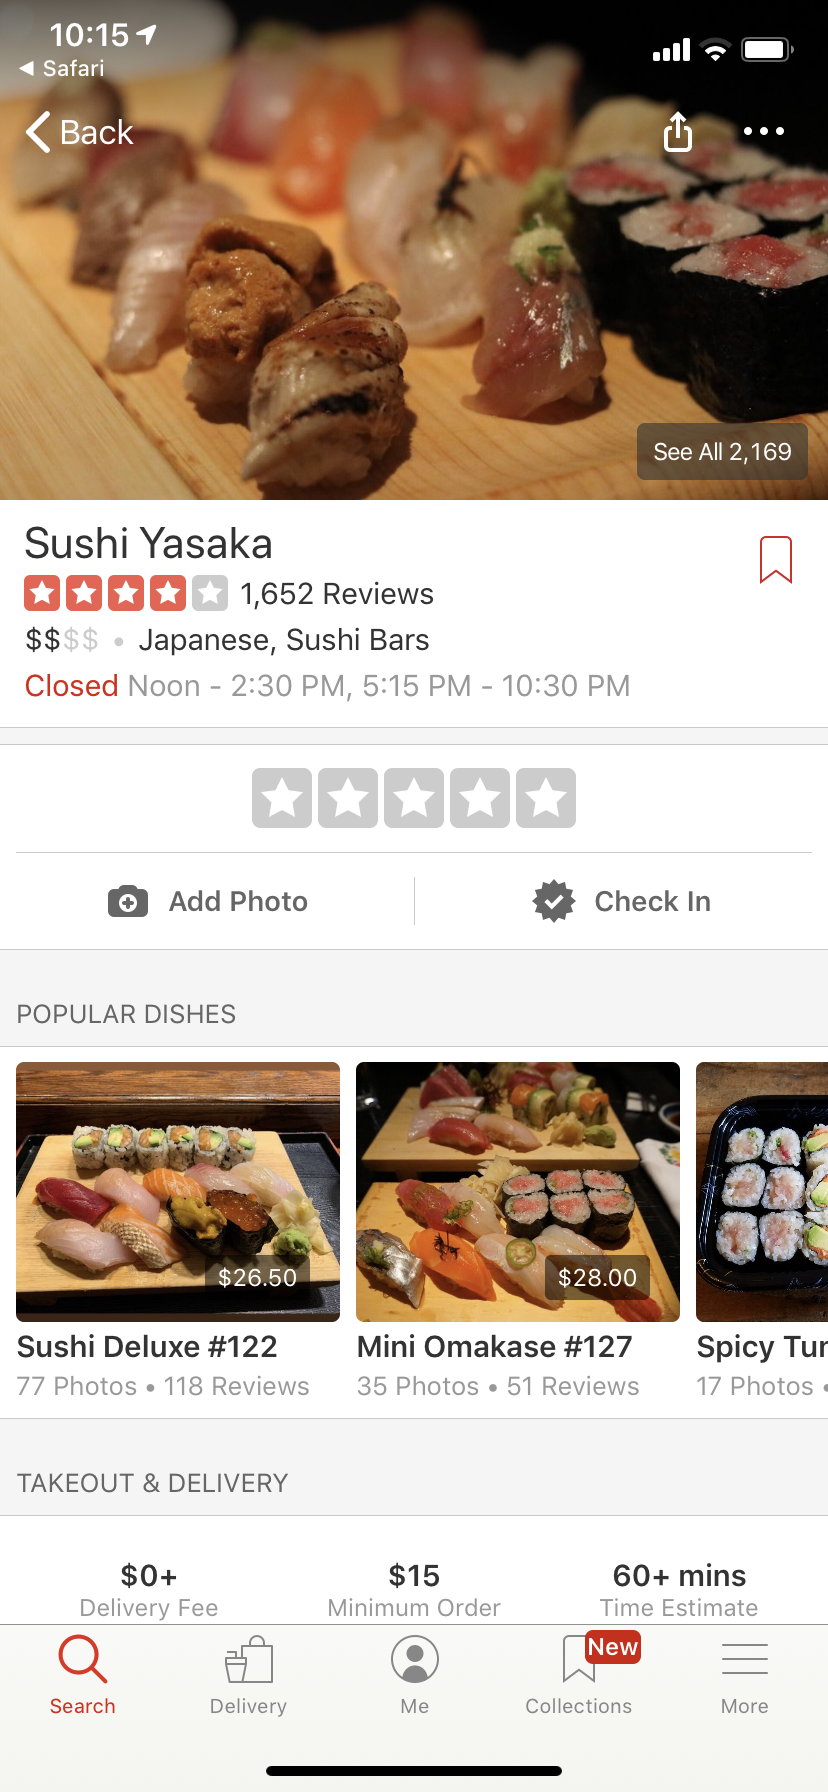 10:15
◀ Safari
Back
See All 2,169
Sushi Yasaka
1,652 Reviews
$$$$ • Japanese, Sushi Bars
Closed Noon - 2:30 PM, 5:15 PM - 10:30 PM
Add Photo
Check In
POPULAR DISHES
$26.50
$28.00
Sushi Deluxe #122
Mini Omakase #127
Spicy Tu
77 Photos • 118 Reviews
35 Photos • 51 Reviews
17 Photos •
TAKEOUT & DELIVERY
$0+
$15
60+ mins
Delivery Fee
Minimum Order
Time Estimate
New
Search
Delivery
Me
Collections
More